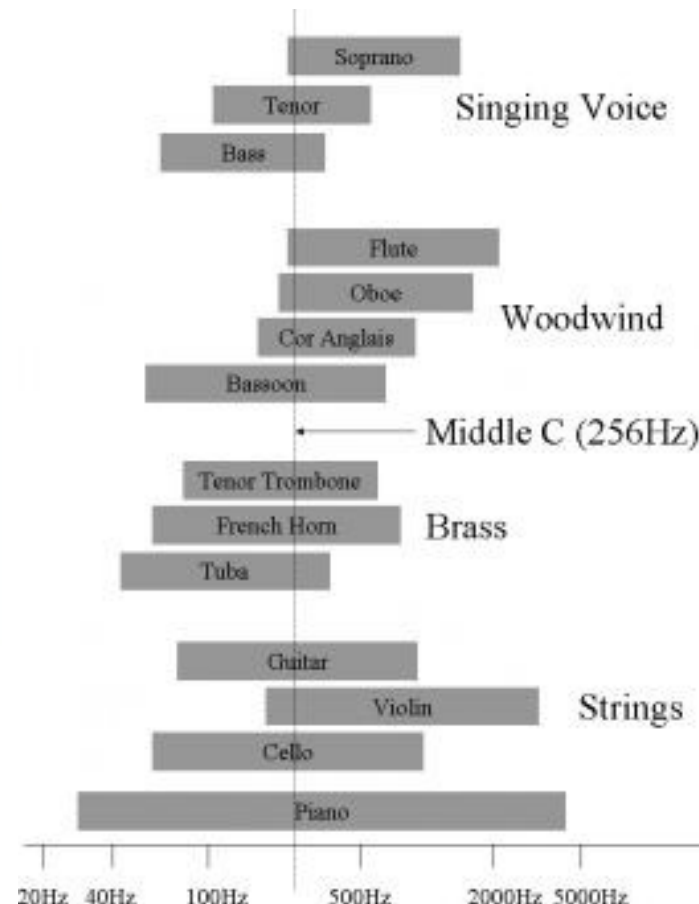 Soprano
Singing Voice
Tenor
Bass
Flute
Oboe
Woodwind
Cor Anglais
Bassoon
Middle C (256Hz)
Tenor Trombone
French Horn
Brass
Tuba
Guitar
Violin
Strings
Cello
Piano
20Hz 40Hz 100Hz 500Hz 2000Hz 5000Hz